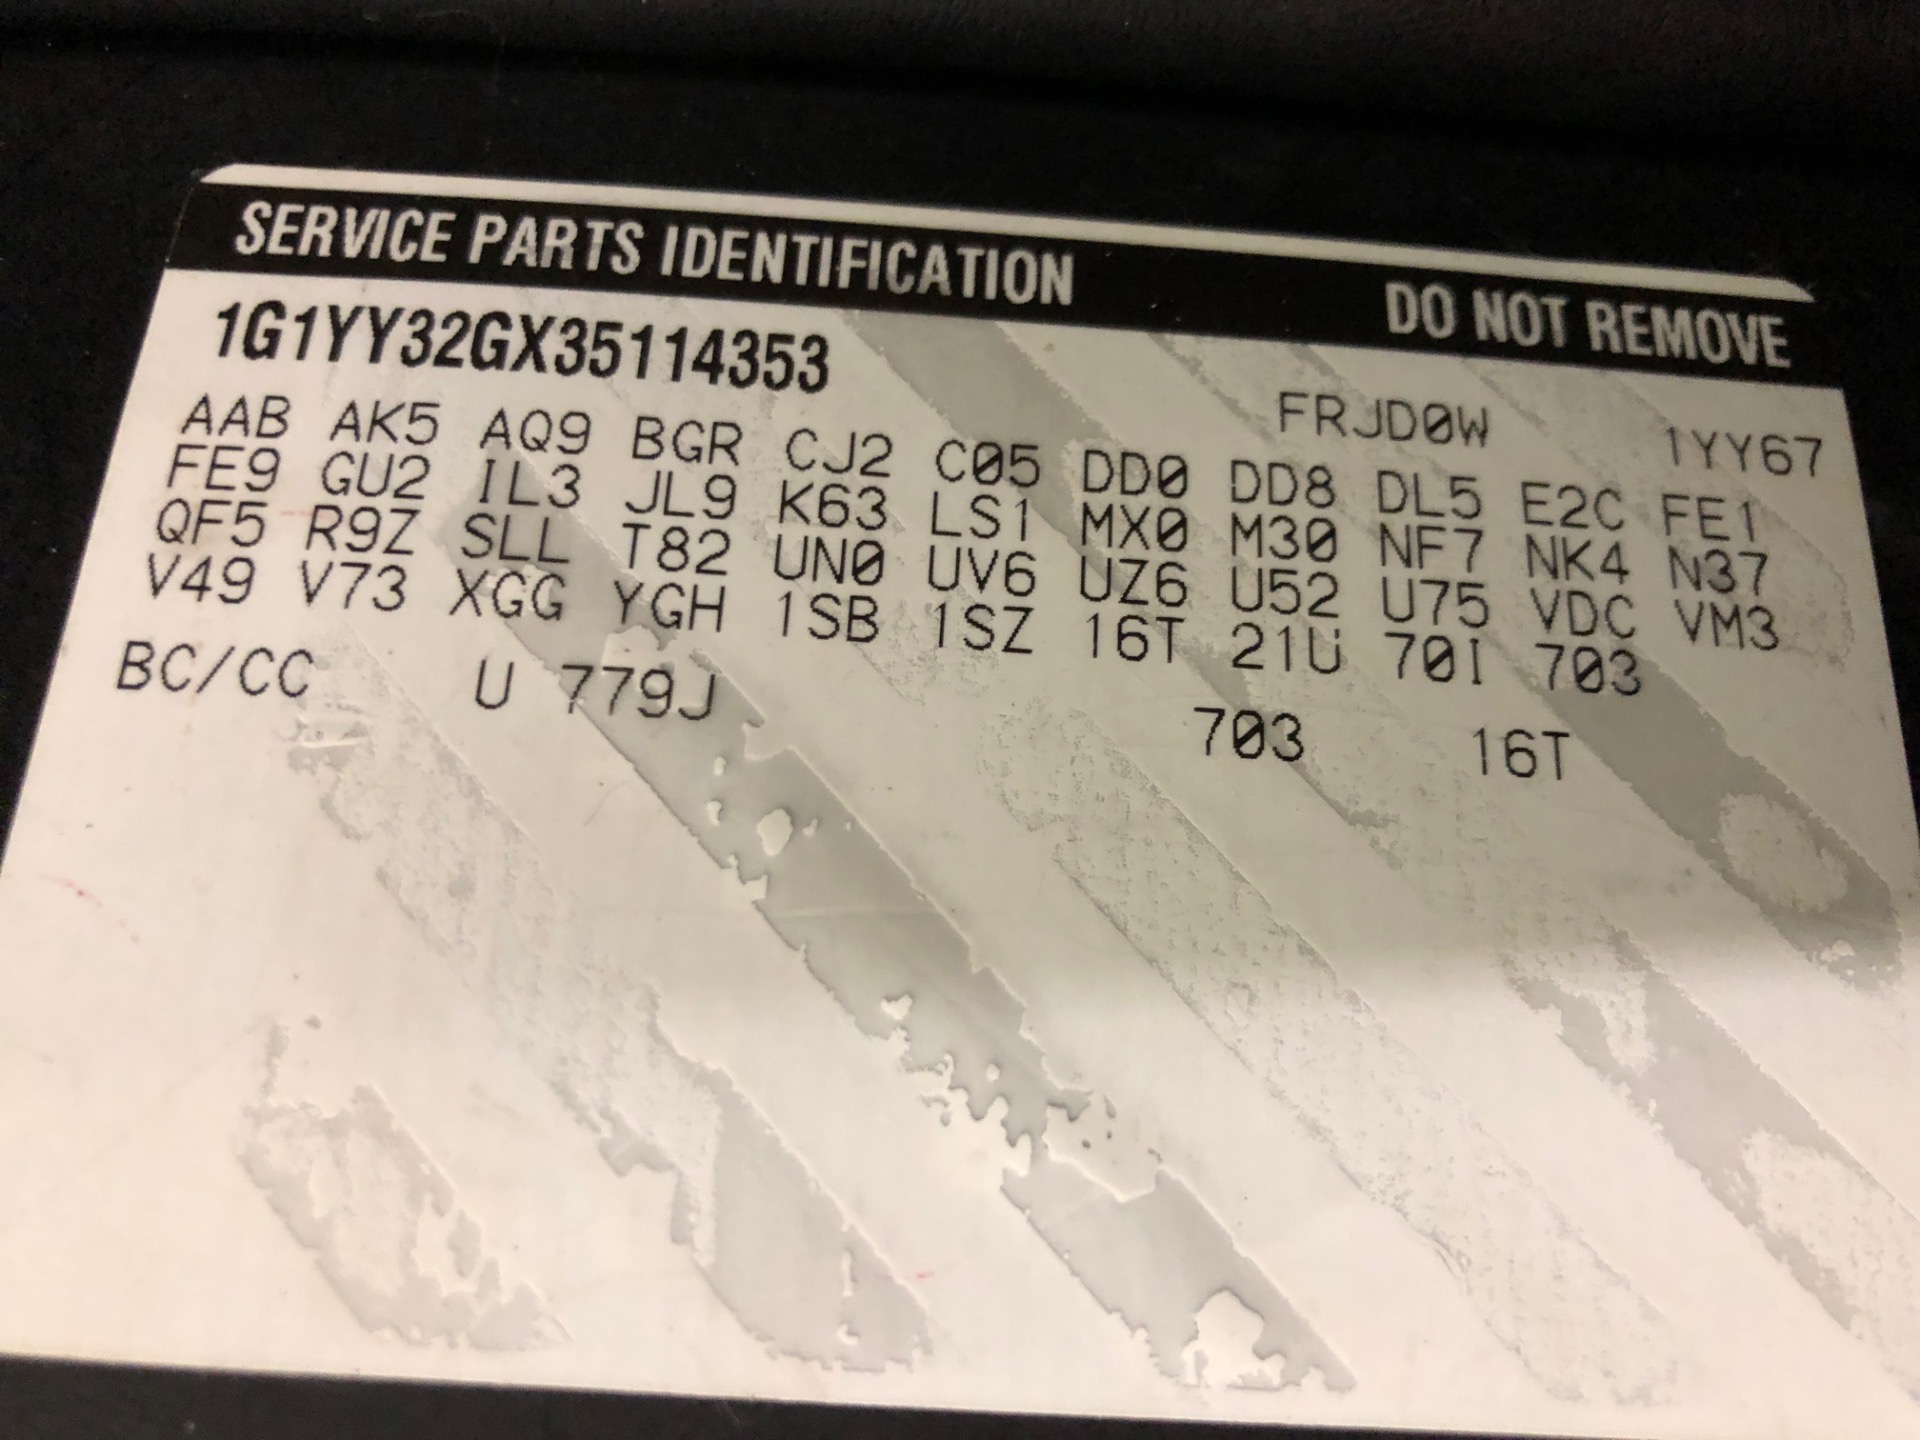 SERVICE PARTS IDENTIFICATION DO NOT REMOVE
1G1YY32GX35114353 FRJD0W 1YY67
AAB AK5 AQ9 BGR CJ2 C05 DD0 DD8 DL5 E2C FE1
FE9 GU2 IL3 JL9 K63 LS1 MX0 M30 NF7 NK4 N37
QF5 R9Z SLL T82 UN0 UV6 UZ6 U52 U75 VDC VM3
V49 V73 XGG YGH 1SB 1SZ 16T 21U 70I 703
BC/CC U 779J 703 16T